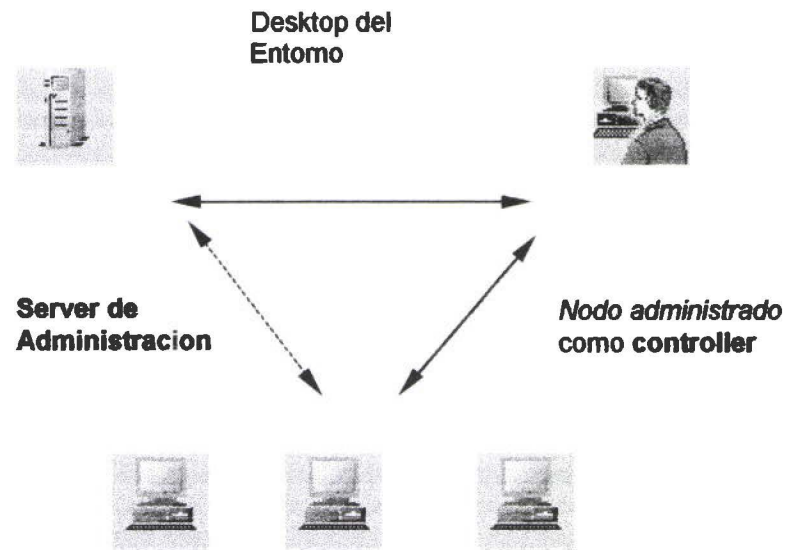 Desktop del
Entorno
Server de
Administracion
Nodo administrado
como controller